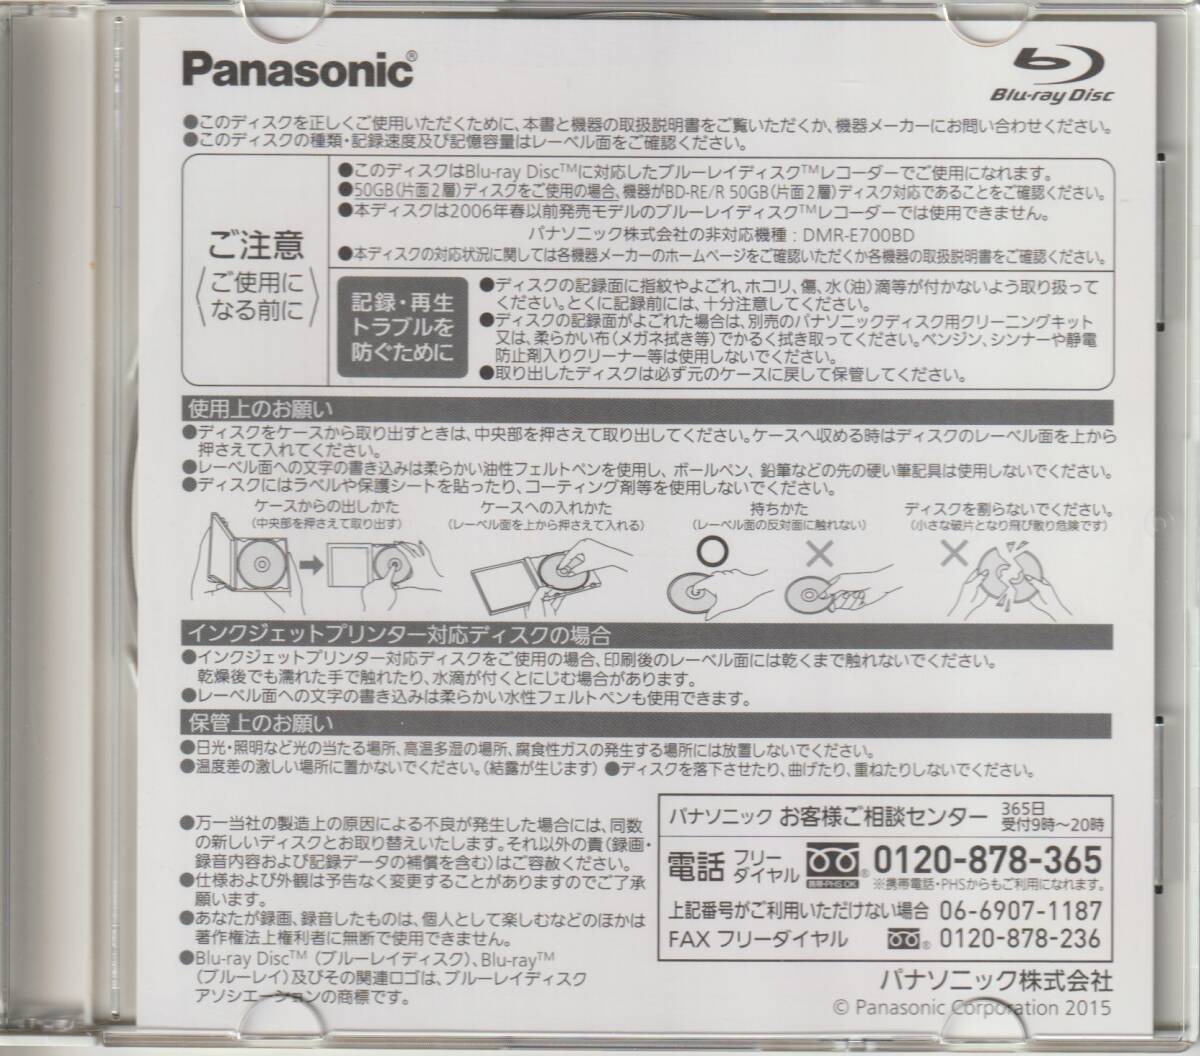 Panasonic®
Blu-ray Disc
●このディスクを正しくご使用いただくために、本書と機器の取扱説明書をご覧いただくか、機器メーカーにお問い合わせください。
●このディスクの種類・記録速度及び記憶容量はレーベル面をご確認ください。
ご注意
〈ご使用に
なる前に〉
●このディスクはBlu-ray Disc™に対応したブルーレイディスク™レコーダーでご使用になれます。
●50GB(片面2層)ディスクをご使用の場合、機器がBD-RE/R 50GB(片面2層)ディスク対応であることをご確認ください。
●本ディスクは2006年春以前発売モデルのブルーレイディスク™レコーダーでは使用できません。
パナソニック株式会社の非対応機種:DMR-E700BD
●本ディスクの対応状況に関しては各機器メーカーのホームページをご確認いただくか各機器の取扱説明書をご確認ください。
記録・再生
トラブルを
防ぐために
●ディスクの記録面に指紋やよごれ、ホコリ、傷、水(油)滴等が付かないよう取り扱って
ください。とくに記録前には、十分注意してください。
●ディスクの記録面がよごれた場合は、別売のパナソニックディスク用クリーニングキット
又は、柔らかい布(メガネ拭き等)でかるく拭き取ってください。ベンジン、シンナーや静電
防止剤入りクリーナー等は使用しないでください。
●取り出したディスクは必ず元のケースに戻して保管してください。
使用上のお願い
●ディスクをケースから取り出すときは、中央部を押さえて取り出してください。ケースへ収める時はディスクのレーベル面を上から
押さえて入れてください。
●レーベル面への文字の書き込みは柔らかい油性フェルトペンを使用し、ボールペン、鉛筆などの先の硬い筆記具は使用しないでください。
●ディスクにはラベルや保護シートを貼ったり、コーティング剤等を使用しないでください。
ケースからの出しかた
(中央部を押さえて取り出す)
ケースへの入れかた
(レーベル面を上から押さえて入れる)
持ちかた
(レーベル面の反対面に触れない)
ディスクを割らないでください。
(小さな破片となり飛び散り危険です)
インクジェットプリンター対応ディスクの場合
●インクジェットプリンター対応ディスクをご使用の場合、印刷後のレーベル面には乾くまで触れないでください。
乾燥後でも濡れた手で触れたり、水滴が付くとにじむ場合があります。
●レーベル面への文字の書き込みは柔らかい水性フェルトペンも使用できます。
保管上のお願い
●日光・照明など光の当たる場所、高温多湿の場所、腐食性ガスの発生する場所には放置しないでください。
●温度差の激しい場所に置かないでください。(結露が生じます) ●ディスクを落下させたり、曲げたり、重ねたりしないでください。
●万一当社の製造上の原因による不良が発生した場合には、同数
の新しいディスクとお取り替えいたします。それ以外の責(録画・
録音内容および記録データの補償を含む)はご容赦ください。
●仕様および外観は予告なく変更することがありますのでご了承
願います。
●あなたが録画、録音したものは、個人として楽しむなどのほかは
著作権法上権利者に無断で使用できません。
●Blu-ray Disc™(ブルーレイディスク)、Blu-ray™
(ブルーレイ)及びその関連ロゴは、ブルーレイディスク
アソシエーションの商標です。
パナソニック お客様ご相談センター 365日
受付9時〜20時
電話 フリー
ダイヤル 携帯・PHS OK ® 0120-878-365
※携帯電話・PHSからもご利用になれます。
上記番号がご利用いただけない場合 06-6907-1187
FAX フリーダイヤル ® 0120-878-236
パナソニック株式会社
© Panasonic Corporation 2015